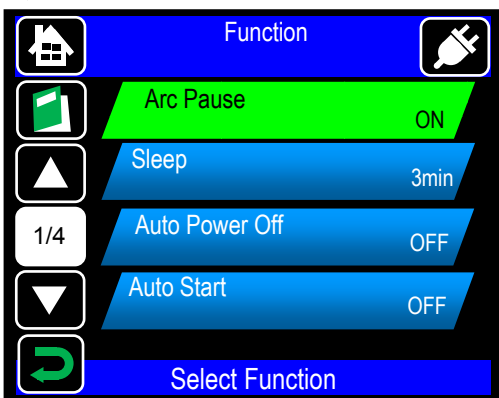 Function
Arc Pause
ON
Sleep
3min
1/4
Auto Power Off
OFF
Auto Start
OFF
Select Function